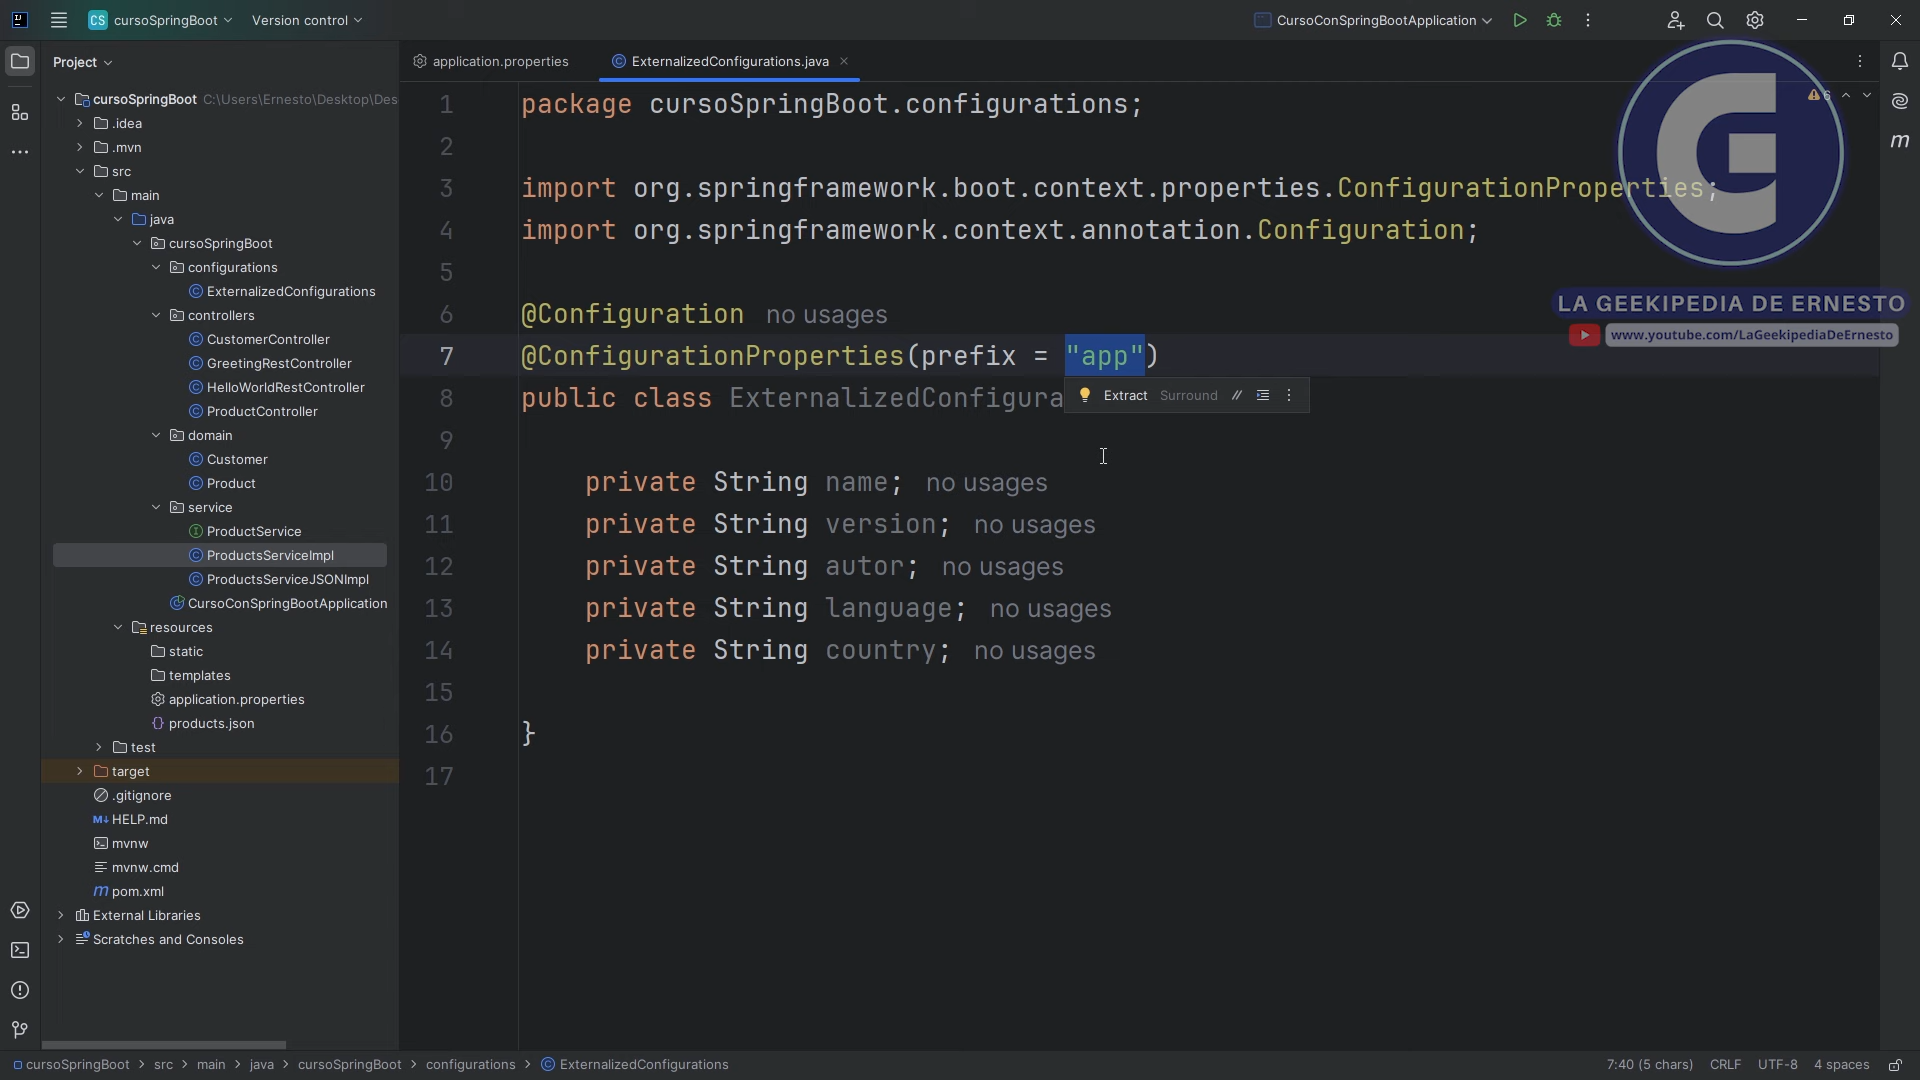 CS cursoSpringBoot
Version control
CursoConSpringBootApplication
Project
application.properties
ExternalizedConfigurations.java
cursoSpringBoot C:\Users\Ernesto\Desktop\Des
.idea
.mvn
src
main
java
cursoSpringBoot
configurations
ExternalizedConfigurations
controllers
CustomerController
GreetingRestController
HelloWorldRestController
ProductController
domain
Customer
Product
service
ProductService
ProductsServiceImpl
ProductsServiceJSONImpl
CursoConSpringBootApplication
resources
static
templates
application.properties
products.json
test
target
.gitignore
HELP.md
mvnw
mvnw.cmd
pom.xml
External Libraries
Scratches and Consoles
1 package cursoSpringBoot.configurations;
2
3 import org.springframework.boot.context.properties.ConfigurationProperties;
4 import org.springframework.context.annotation.Configuration;
5
6 @Configuration no usages
7 @ConfigurationProperties(prefix = "app")
8 public class ExternalizedConfigura
Extract Surround //
9
10 private String name; no usages
11 private String version; no usages
12 private String autor; no usages
13 private String language; no usages
14 private String country; no usages
15
16 }
17
6
LA GEEKIPEDIA DE ERNESTO
www.youtube.com/LaGeekipediaDeErnesto
cursoSpringBoot > src > main > java > cursoSpringBoot > configurations > ExternalizedConfigurations
7:40 (5 chars) CRLF UTF-8 4 spaces